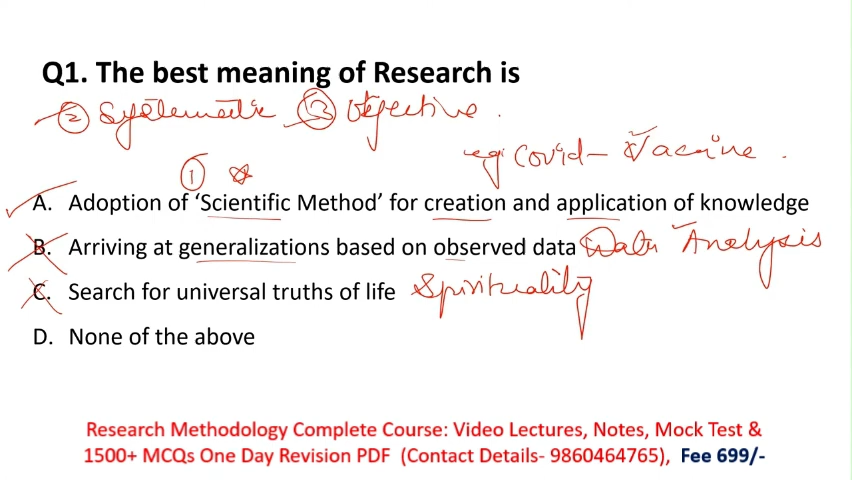 Q1. The best meaning of Research is
② Systematic ③ Objective.
eg: Covid- Vaccine.
①
A. Adoption of ‘Scientific Method’ for creation and application of knowledge
B. Arriving at generalizations based on observed data Data Analysis
C. Search for universal truths of life Spirituality
D. None of the above
Research Methodology Complete Course: Video Lectures, Notes, Mock Test &
1500+ MCQs One Day Revision PDF (Contact Details- 9860464765), Fee 699/-